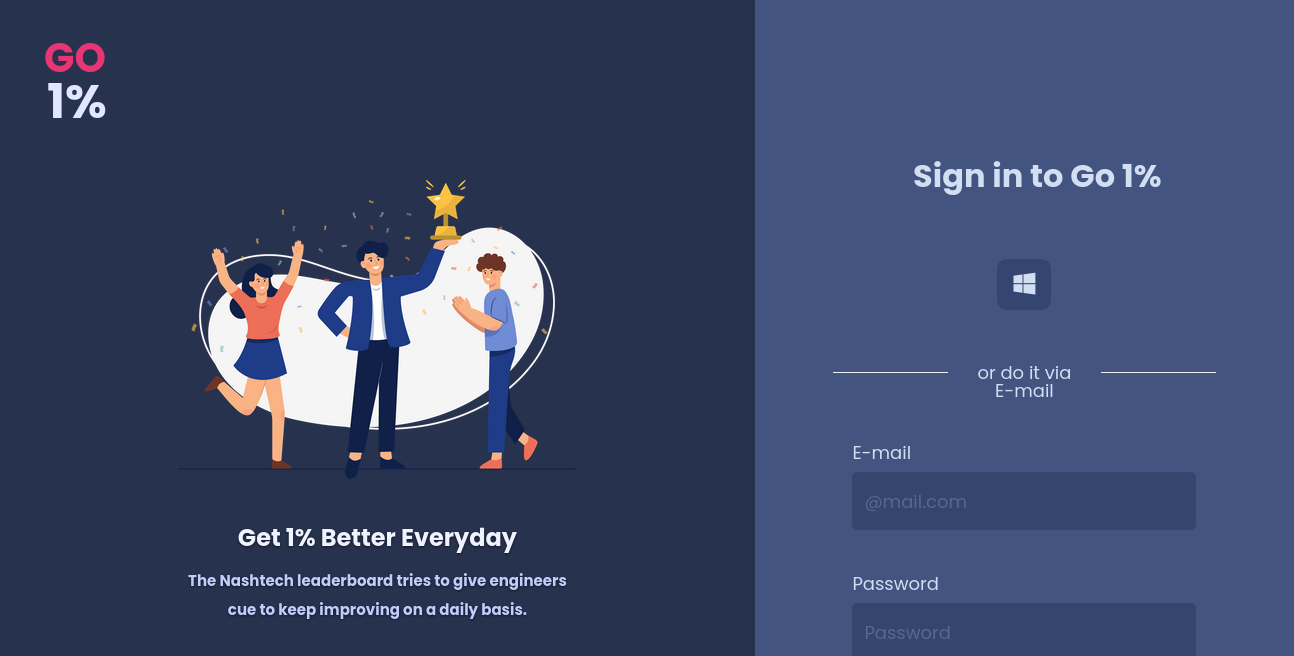 GO
1%
Get 1% Better Everyday
The Nashtech leaderboard tries to give engineers
cue to keep improving on a daily basis.
Sign in to Go 1%
or do it via
E-mail
E-mail
@mail.com
Password
Password